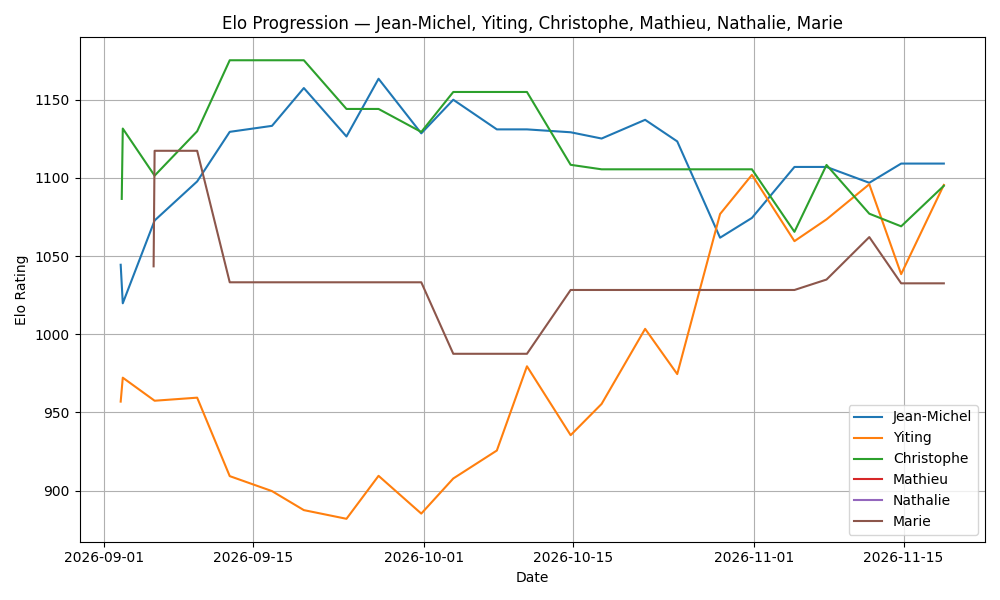 Elo Progression — Jean-Michel, Yiting, Christophe, Mathieu, Nathalie, Marie
Elo Rating
1150
1100
1050
1000
950
900
Jean-Michel
Yiting
Christophe
Mathieu
Nathalie
Marie
2026-09-01 2026-09-15 2026-10-01 2026-10-15 2026-11-01 2026-11-15
Date